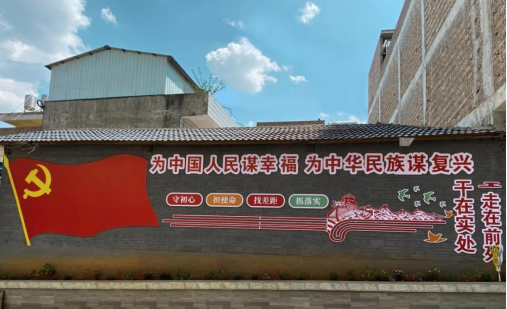 为中国人民谋幸福 为中华民族谋复兴
守初心 担使命 找差距 抓落实
干在实处
走在前列